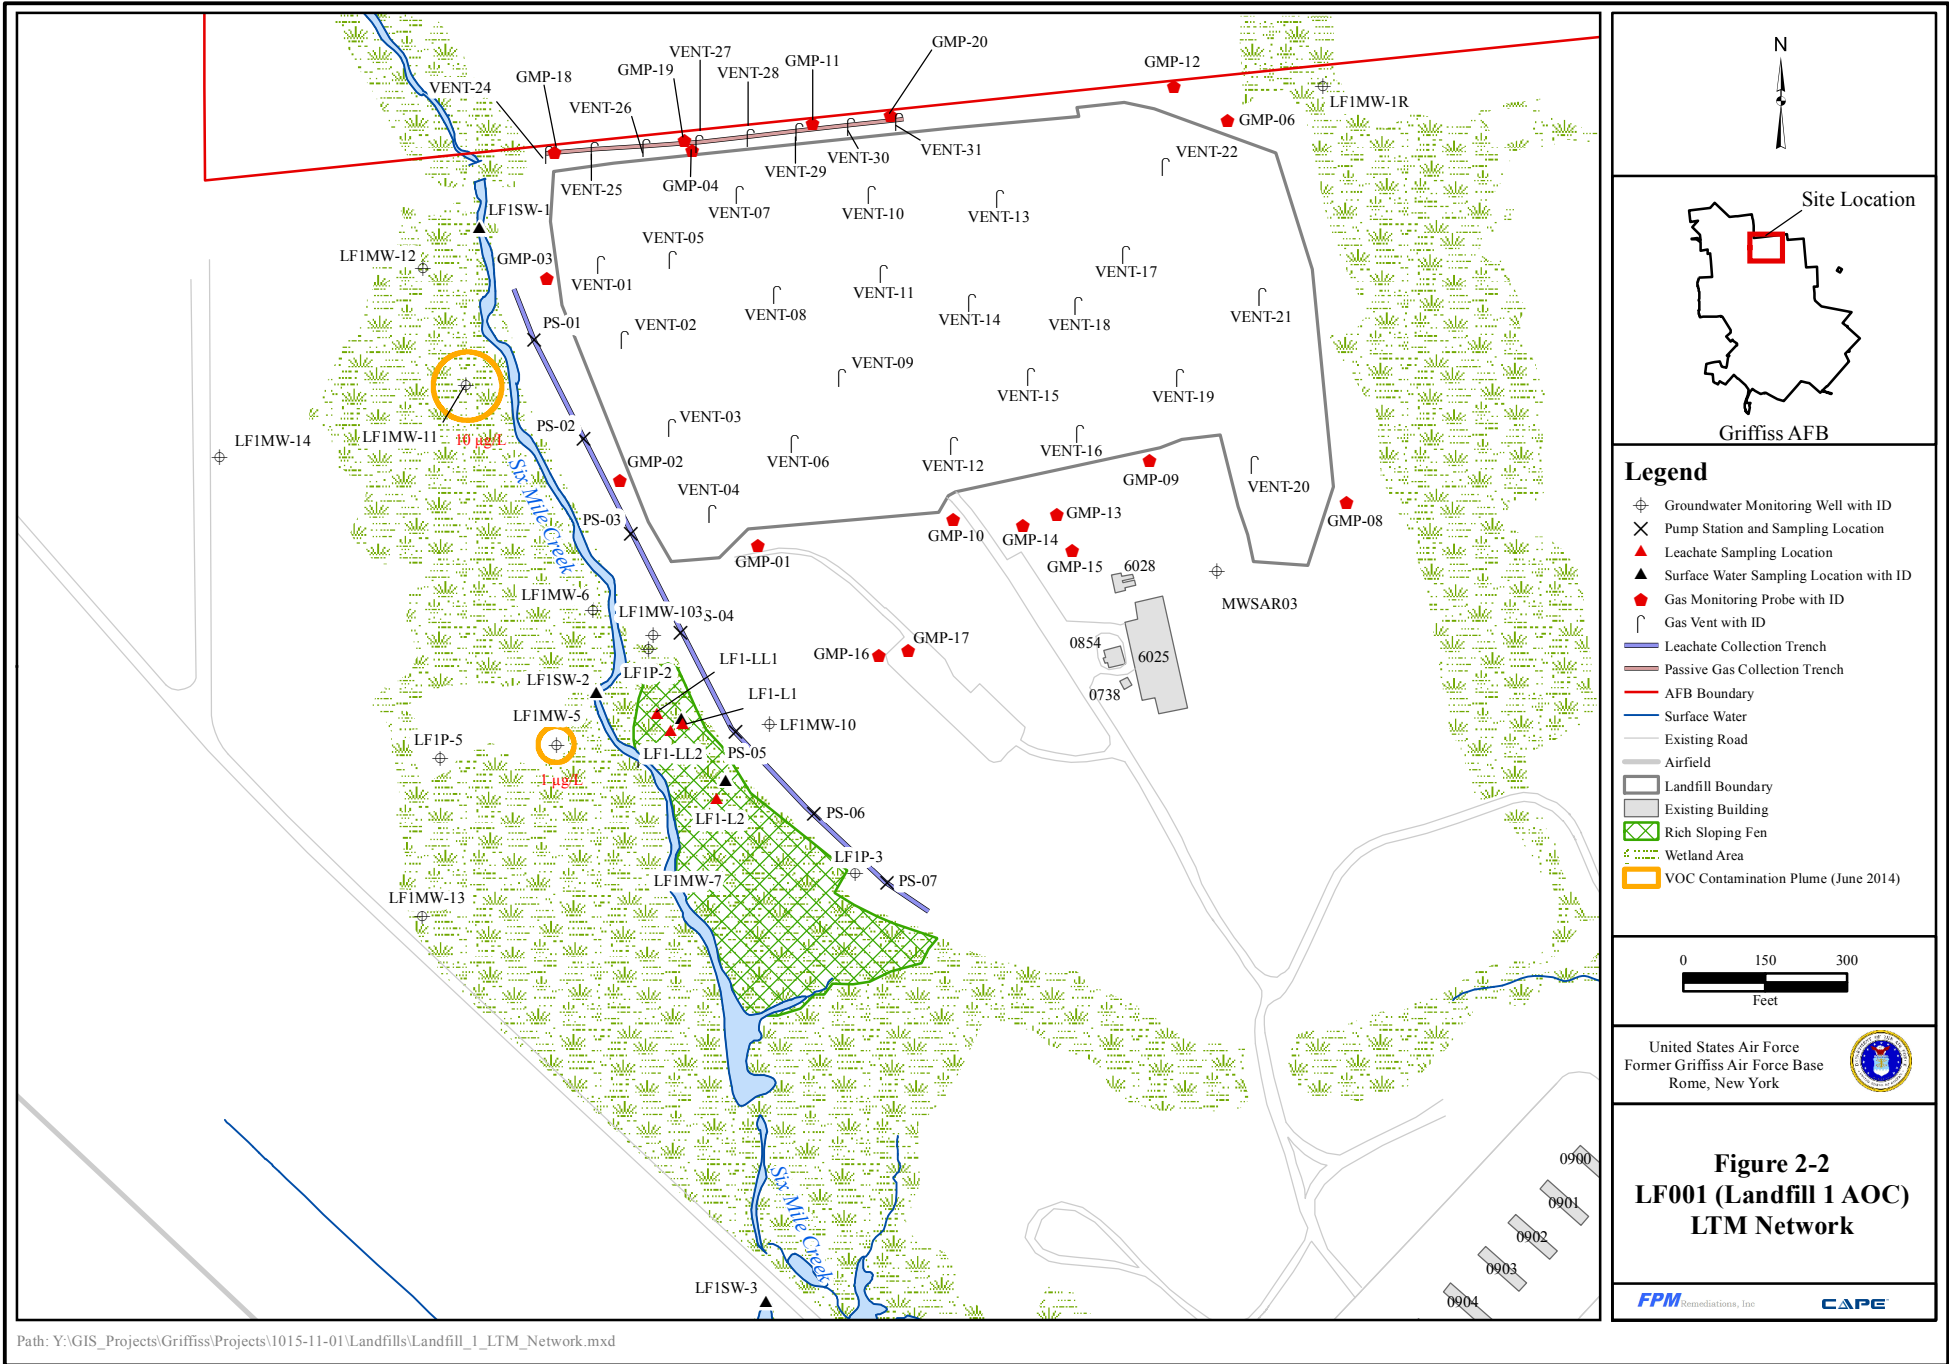 VENT-27
GMP-20
GMP-11
GMP-12
GMP-19
VENT-28
GMP-18
VENT-24
VENT-26
LF1MW-1R
GMP-06
VENT-31
VENT-22
VENT-30
VENT-29
VENT-25
GMP-04
VENT-07
VENT-10
VENT-13
LF1SW-1
VENT-05
LF1MW-12
GMP-03
VENT-01
VENT-17
VENT-11
VENT-08
VENT-14
VENT-18
VENT-21
PS-01
VENT-02
VENT-09
VENT-15
VENT-19
VENT-03
PS-02
LF1MW-11
10 µg/L
LF1MW-14
VENT-06
VENT-12
VENT-16
GMP-02
GMP-09
VENT-04
VENT-20
Six Mile Creek
PS-03
GMP-13
GMP-10
GMP-14
GMP-08
GMP-01
GMP-15
6028
LF1MW-6
LF1MW-103
S-04
MWSAR03
GMP-17
GMP-16
0854
6025
LF1-LL1
LF1P-2
LF1SW-2
LF1-L1
0738
LF1MW-5
LF1MW-10
LF1P-5
LF1-LL2
PS-05
1 µg/L
LF1-L2
PS-06
LF1P-3
LF1MW-7
PS-07
LF1MW-13
Six Mile Creek
LF1SW-3
0900
0901
0902
0903
0904
N
Site Location
Griffiss AFB
Legend
Groundwater Monitoring Well with ID
Pump Station and Sampling Location
Leachate Sampling Location
Surface Water Sampling Location with ID
Gas Monitoring Probe with ID
Gas Vent with ID
Leachate Collection Trench
Passive Gas Collection Trench
AFB Boundary
Surface Water
Existing Road
Airfield
Landfill Boundary
Existing Building
Rich Sloping Fen
Wetland Area
VOC Contamination Plume (June 2014)
0 150 300
Feet
United States Air Force
Former Griffiss Air Force Base
Rome, New York
Figure 2-2
LF001 (Landfill 1 AOC)
LTM Network
FPM Remediations, Inc
CAPE
Path: Y:\GIS_Projects\Griffiss\Projects\1015-11-01\Landfills\Landfill_1_LTM_Network.mxd